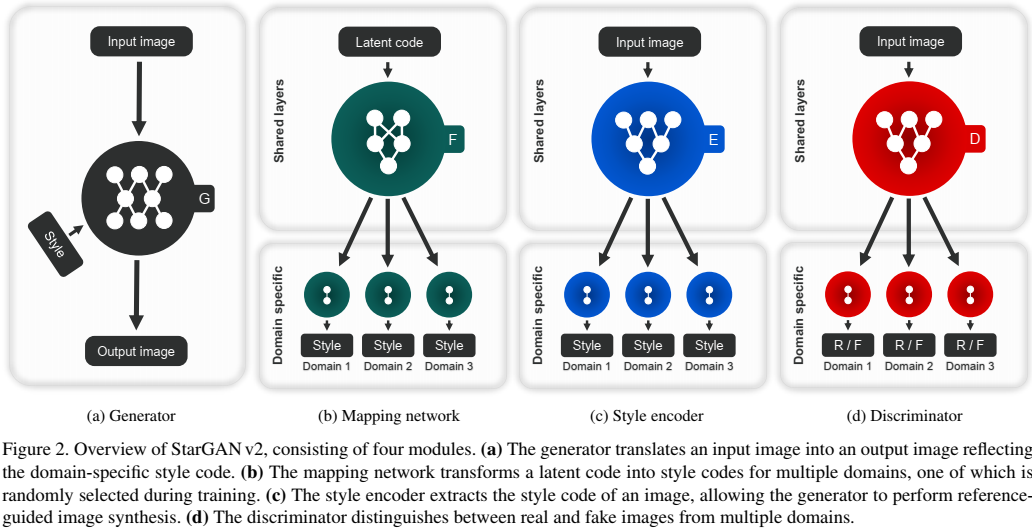 Input image
G
Style
Output image
(a) Generator
Latent code
Shared layers
F
Domain specific
Style Style Style
Domain 1 Domain 2 Domain 3
(b) Mapping network
Input image
Shared layers
E
Domain specific
Style Style Style
Domain 1 Domain 2 Domain 3
(c) Style encoder
Input image
Shared layers
D
Domain specific
R / F R / F R / F
Domain 1 Domain 2 Domain 3
(d) Discriminator
Figure 2. Overview of StarGAN v2, consisting of four modules. (a) The generator translates an input image into an output image reflecting
the domain-specific style code. (b) The mapping network transforms a latent code into style codes for multiple domains, one of which is
randomly selected during training. (c) The style encoder extracts the style code of an image, allowing the generator to perform reference-
guided image synthesis. (d) The discriminator distinguishes between real and fake images from multiple domains.